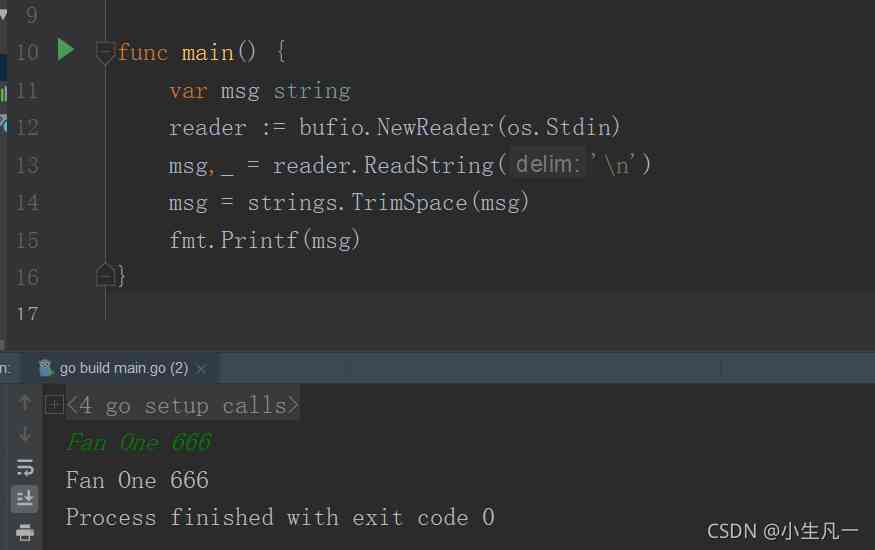 9
10 func main() {
11 var msg string
12 reader := bufio.NewReader(os.Stdin)
13 msg,_ = reader.ReadString( delim: '\n')
14 msg = strings.TrimSpace(msg)
15 fmt.Printf(msg)
16 }
17
n: go build main.go (2) ×
<4 go setup calls>
Fan One 666
Fan One 666
Process finished with exit code 0
CSDN @小生凡一